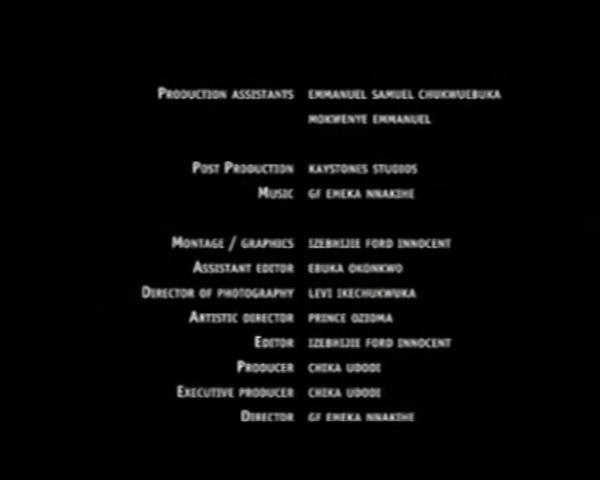 PRODUCTION ASSISTANTS EMMANUEL SAMUEL CHUKWUEBUKA
MOKWENYE EMMANUEL
POST PRODUCTION KAYSTONES STUDIOS
MUSIC GF EMEKA NNAKIHE
MONTAGE / GRAPHICS IZEBHIJIE FORD INNOCENT
ASSISTANT EDITOR EBUKA OKONKWO
DIRECTOR OF PHOTOGRAPHY LEVI IKECHUKWUKA
ARTISTIC DIRECTOR PRINCE OZIOMA
EDITOR IZEBHIJIE FORD INNOCENT
PRODUCER CHIKA UDODI
EXECUTIVE PRODUCER CHIKA UDODI
DIRECTOR GF EMEKA NNAKIHE